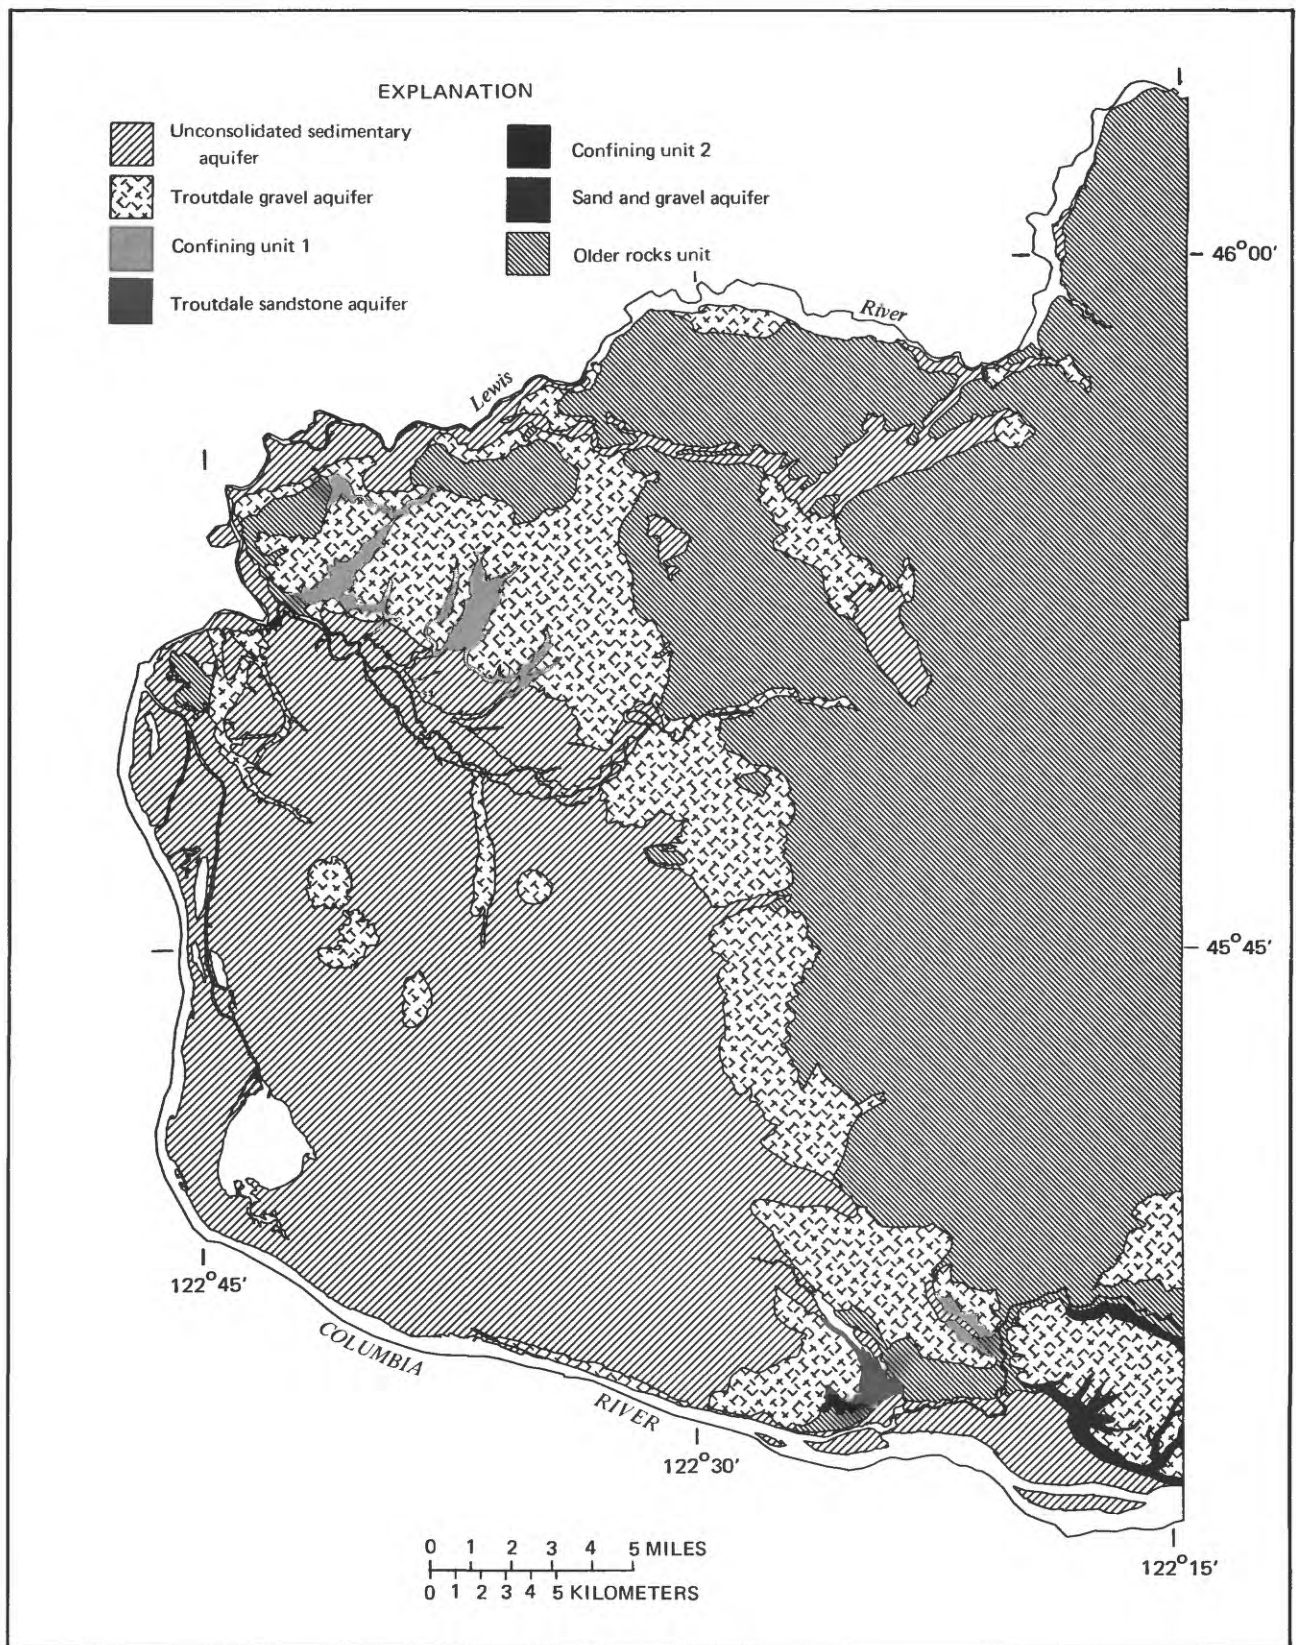 EXPLANATION
Unconsolidated sedimentary
aquifer
Troutdale gravel aquifer
Confining unit 1
Troutdale sandstone aquifer
Confining unit 2
Sand and gravel aquifer
Older rocks unit
46°00'
River
Lewis
45°45'
122°45'
COLUMBIA
RIVER
122°30'
122°15'
0 1 2 3 4 5 MILES
0 1 2 3 4 5 KILOMETERS